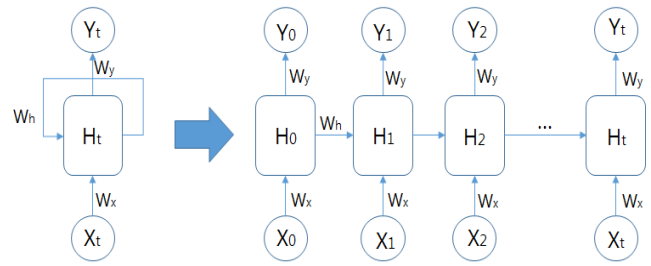 Yt Y0 Y1 Y2 Yt
Wy Wy Wy Wy Wy
Wh Ht H0 Wh H1 H2 ... Ht
Wx Wx Wx Wx Wx
Xt X0 X1 X2 Xt